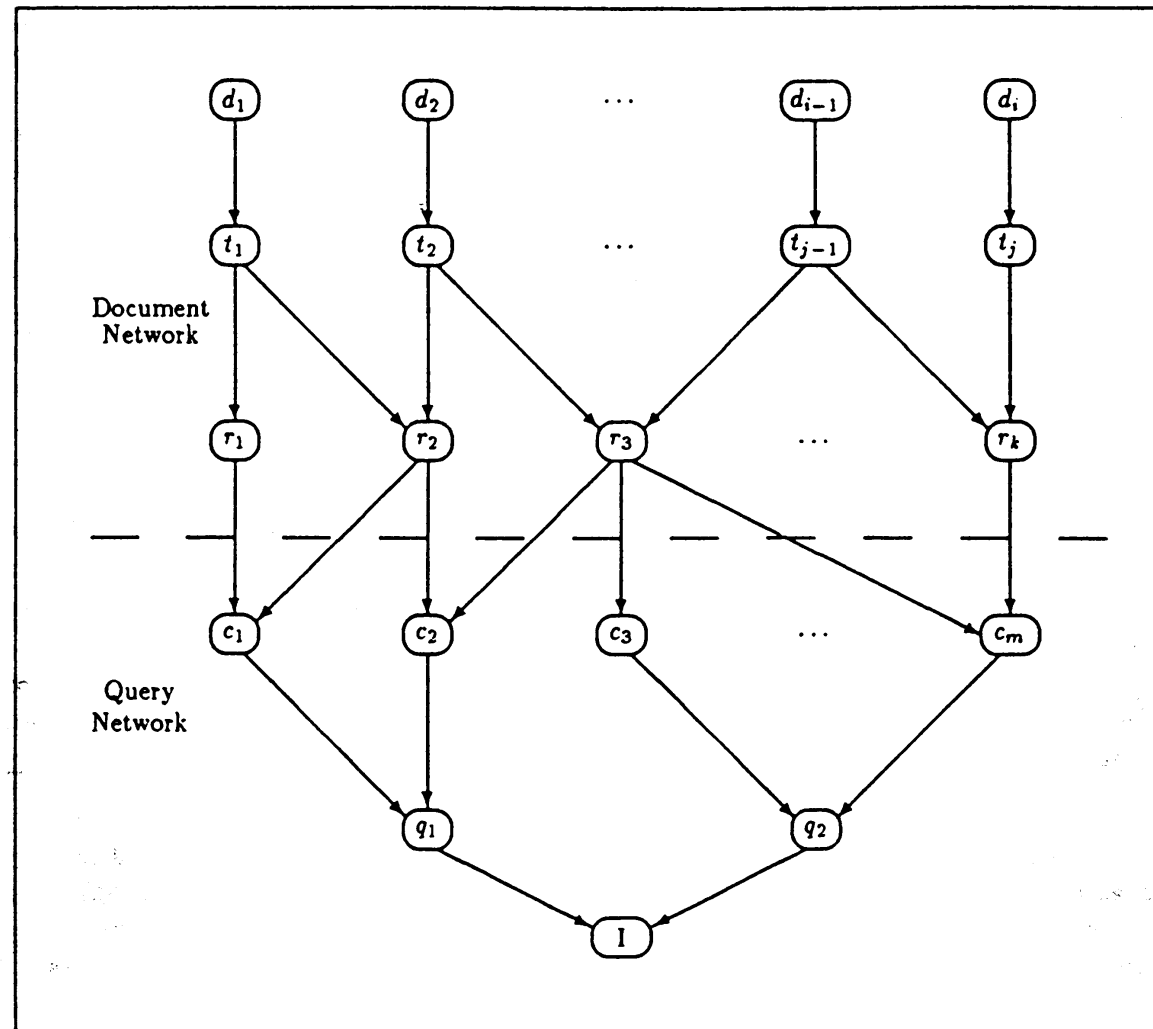 d₁ d₂ ... dᵢ₋₁ dᵢ
t₁ t₂ ... tⱼ₋₁ tⱼ
Document
Network
r₁ r₂ r₃ ... rₖ
c₁ c₂ c₃ ... cₘ
Query
Network
q₁ q₂
I